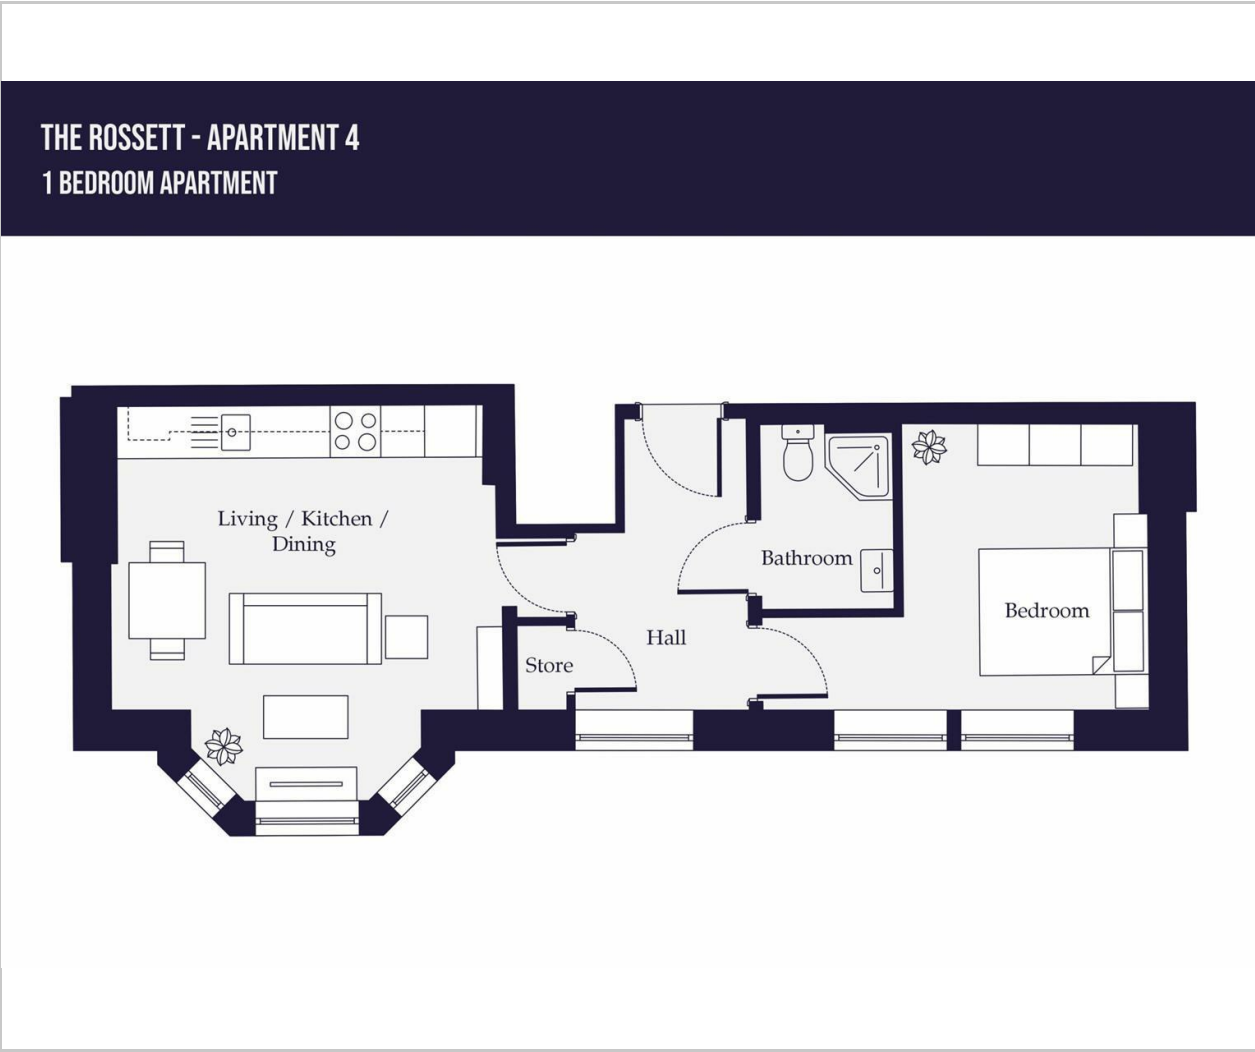 THE ROSSETT - APARTMENT 4
1 BEDROOM APARTMENT
Living / Kitchen /
Dining
Bathroom
Bedroom
Hall
Store